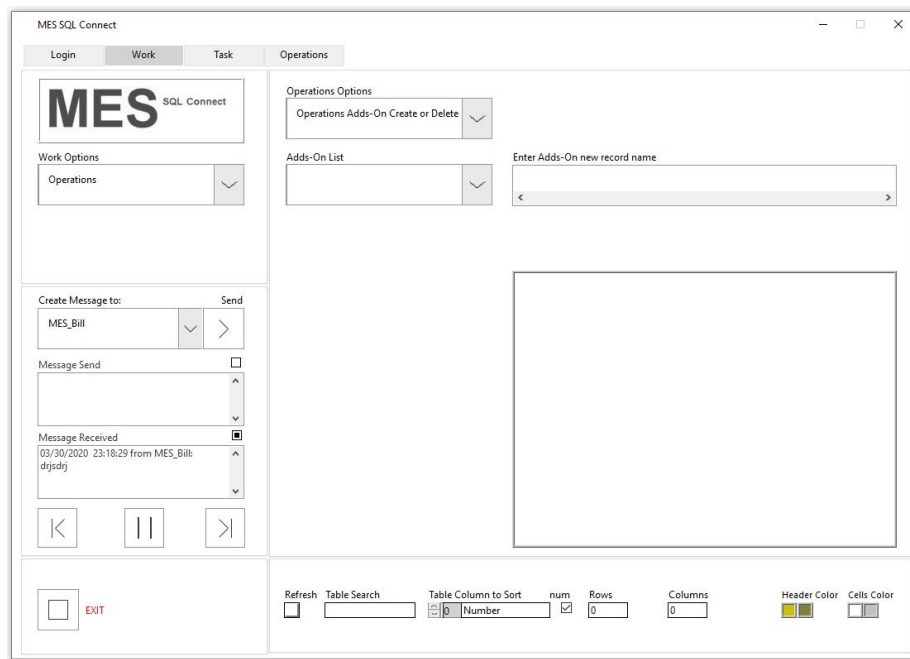 MES SQL Connect
Login Work Task Operations
MES SQL Connect
Work Options
Operations
Operations Options
Operations Adds-On Create or Delete
Adds-On List
Enter Adds-On new record name
Create Message to: Send
MES_Bill
Message Send
Message Received
03/30/2020 23:18:29 from MES_Bill:
drjsdrj
EXIT
Refresh Table Search Table Column to Sort num Rows Columns Header Color Cells Color
0 Number 0 0